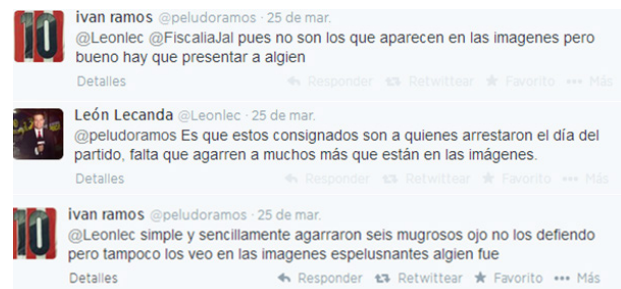 ivan ramos @peludoramos · 25 de mar.
@Leonlec @FiscaliaJal pues no son los que aparecen en las imagenes pero
bueno hay que presentar a algien
Detalles Responder Retwittear Favorito Más
León Lecanda @Leonlec · 25 de mar.
@peludoramos Es que estos consignados son a quienes arrestaron el día del
partido, falta que agarren a muchos más que están en las imágenes.
Detalles Responder Retwittear Favorito Más
ivan ramos @peludoramos · 25 de mar.
@Leonlec simple y sencillamente agarraron seis mugrosos ojo no los defiendo
pero tampoco los veo en las imagenes espelusnantes algien fue
Detalles Responder Retwittear Favorito Más
10
10